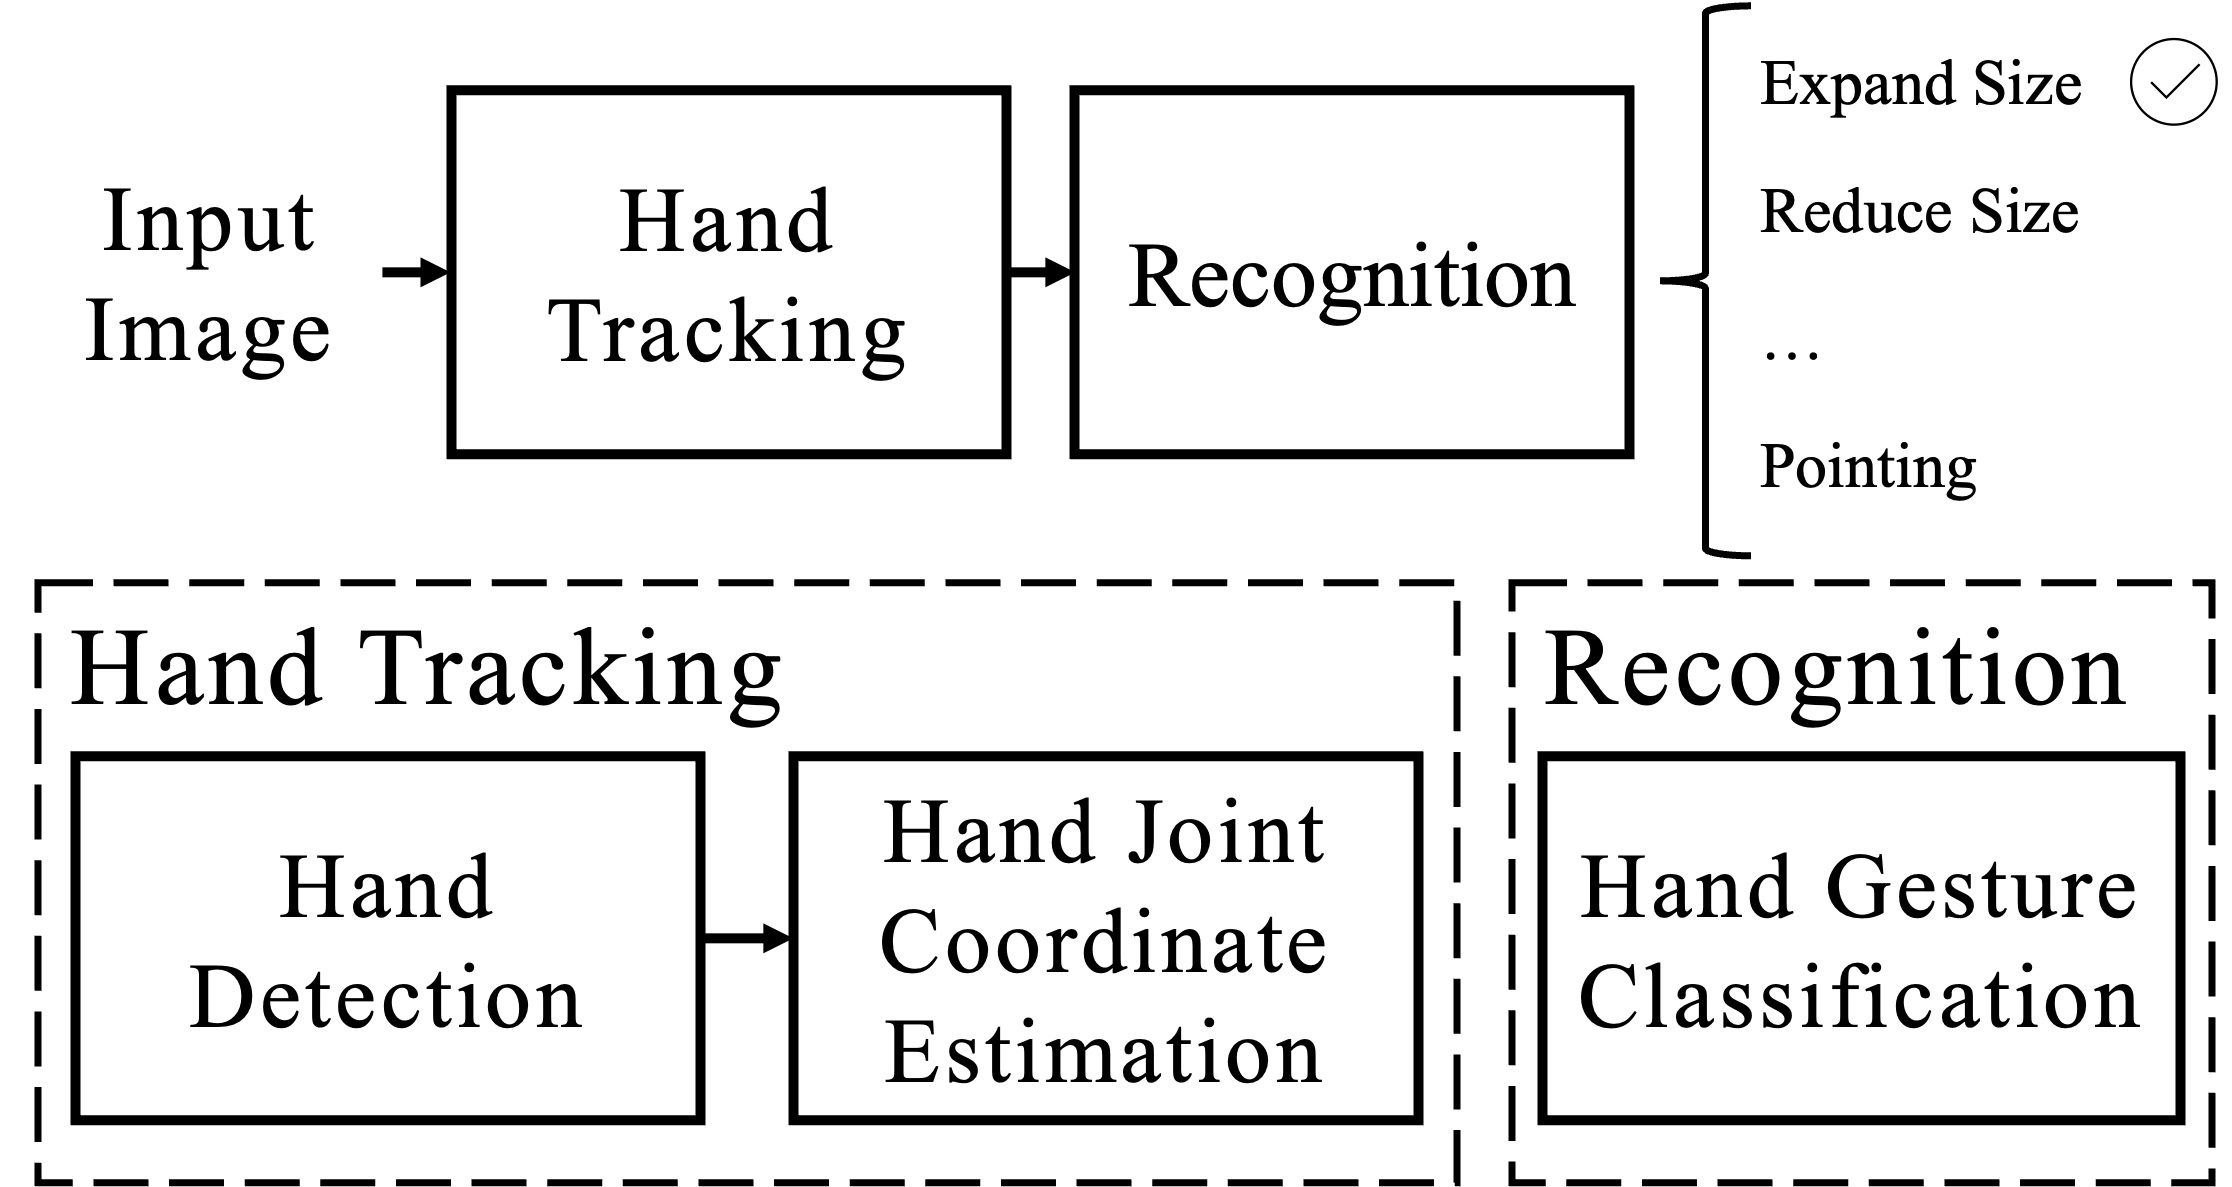 Input
Image
Hand
Tracking
Recognition
Expand Size
Reduce Size
…
Pointing
Hand Tracking
Hand
Detection
Hand Joint
Coordinate
Estimation
Recognition
Hand Gesture
Classification